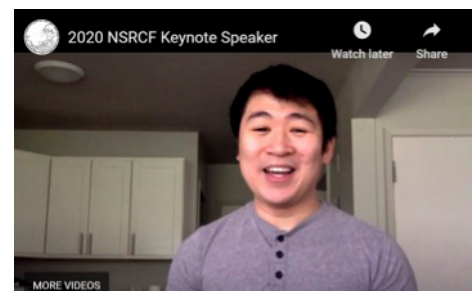 2020 NSRCF Keynote Speaker
Watch later
Share
MORE VIDEOS